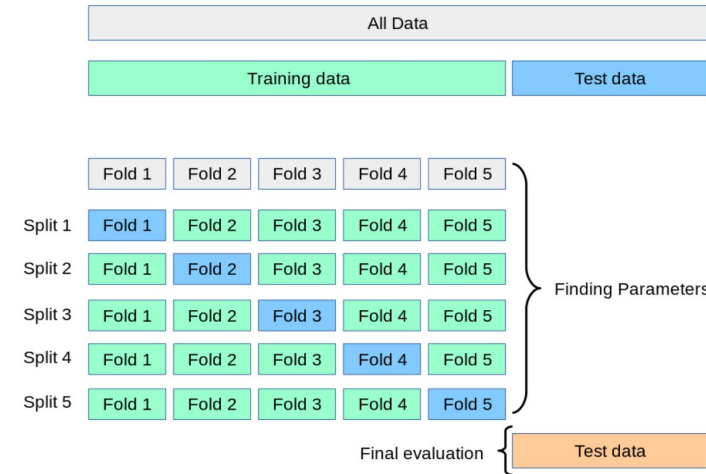 All Data
Training data Test data
Fold 1 Fold 2 Fold 3 Fold 4 Fold 5
Split 1 Fold 1 Fold 2 Fold 3 Fold 4 Fold 5
Split 2 Fold 1 Fold 2 Fold 3 Fold 4 Fold 5
Finding Parameters
Split 3 Fold 1 Fold 2 Fold 3 Fold 4 Fold 5
Split 4 Fold 1 Fold 2 Fold 3 Fold 4 Fold 5
Split 5 Fold 1 Fold 2 Fold 3 Fold 4 Fold 5
Final evaluation Test data